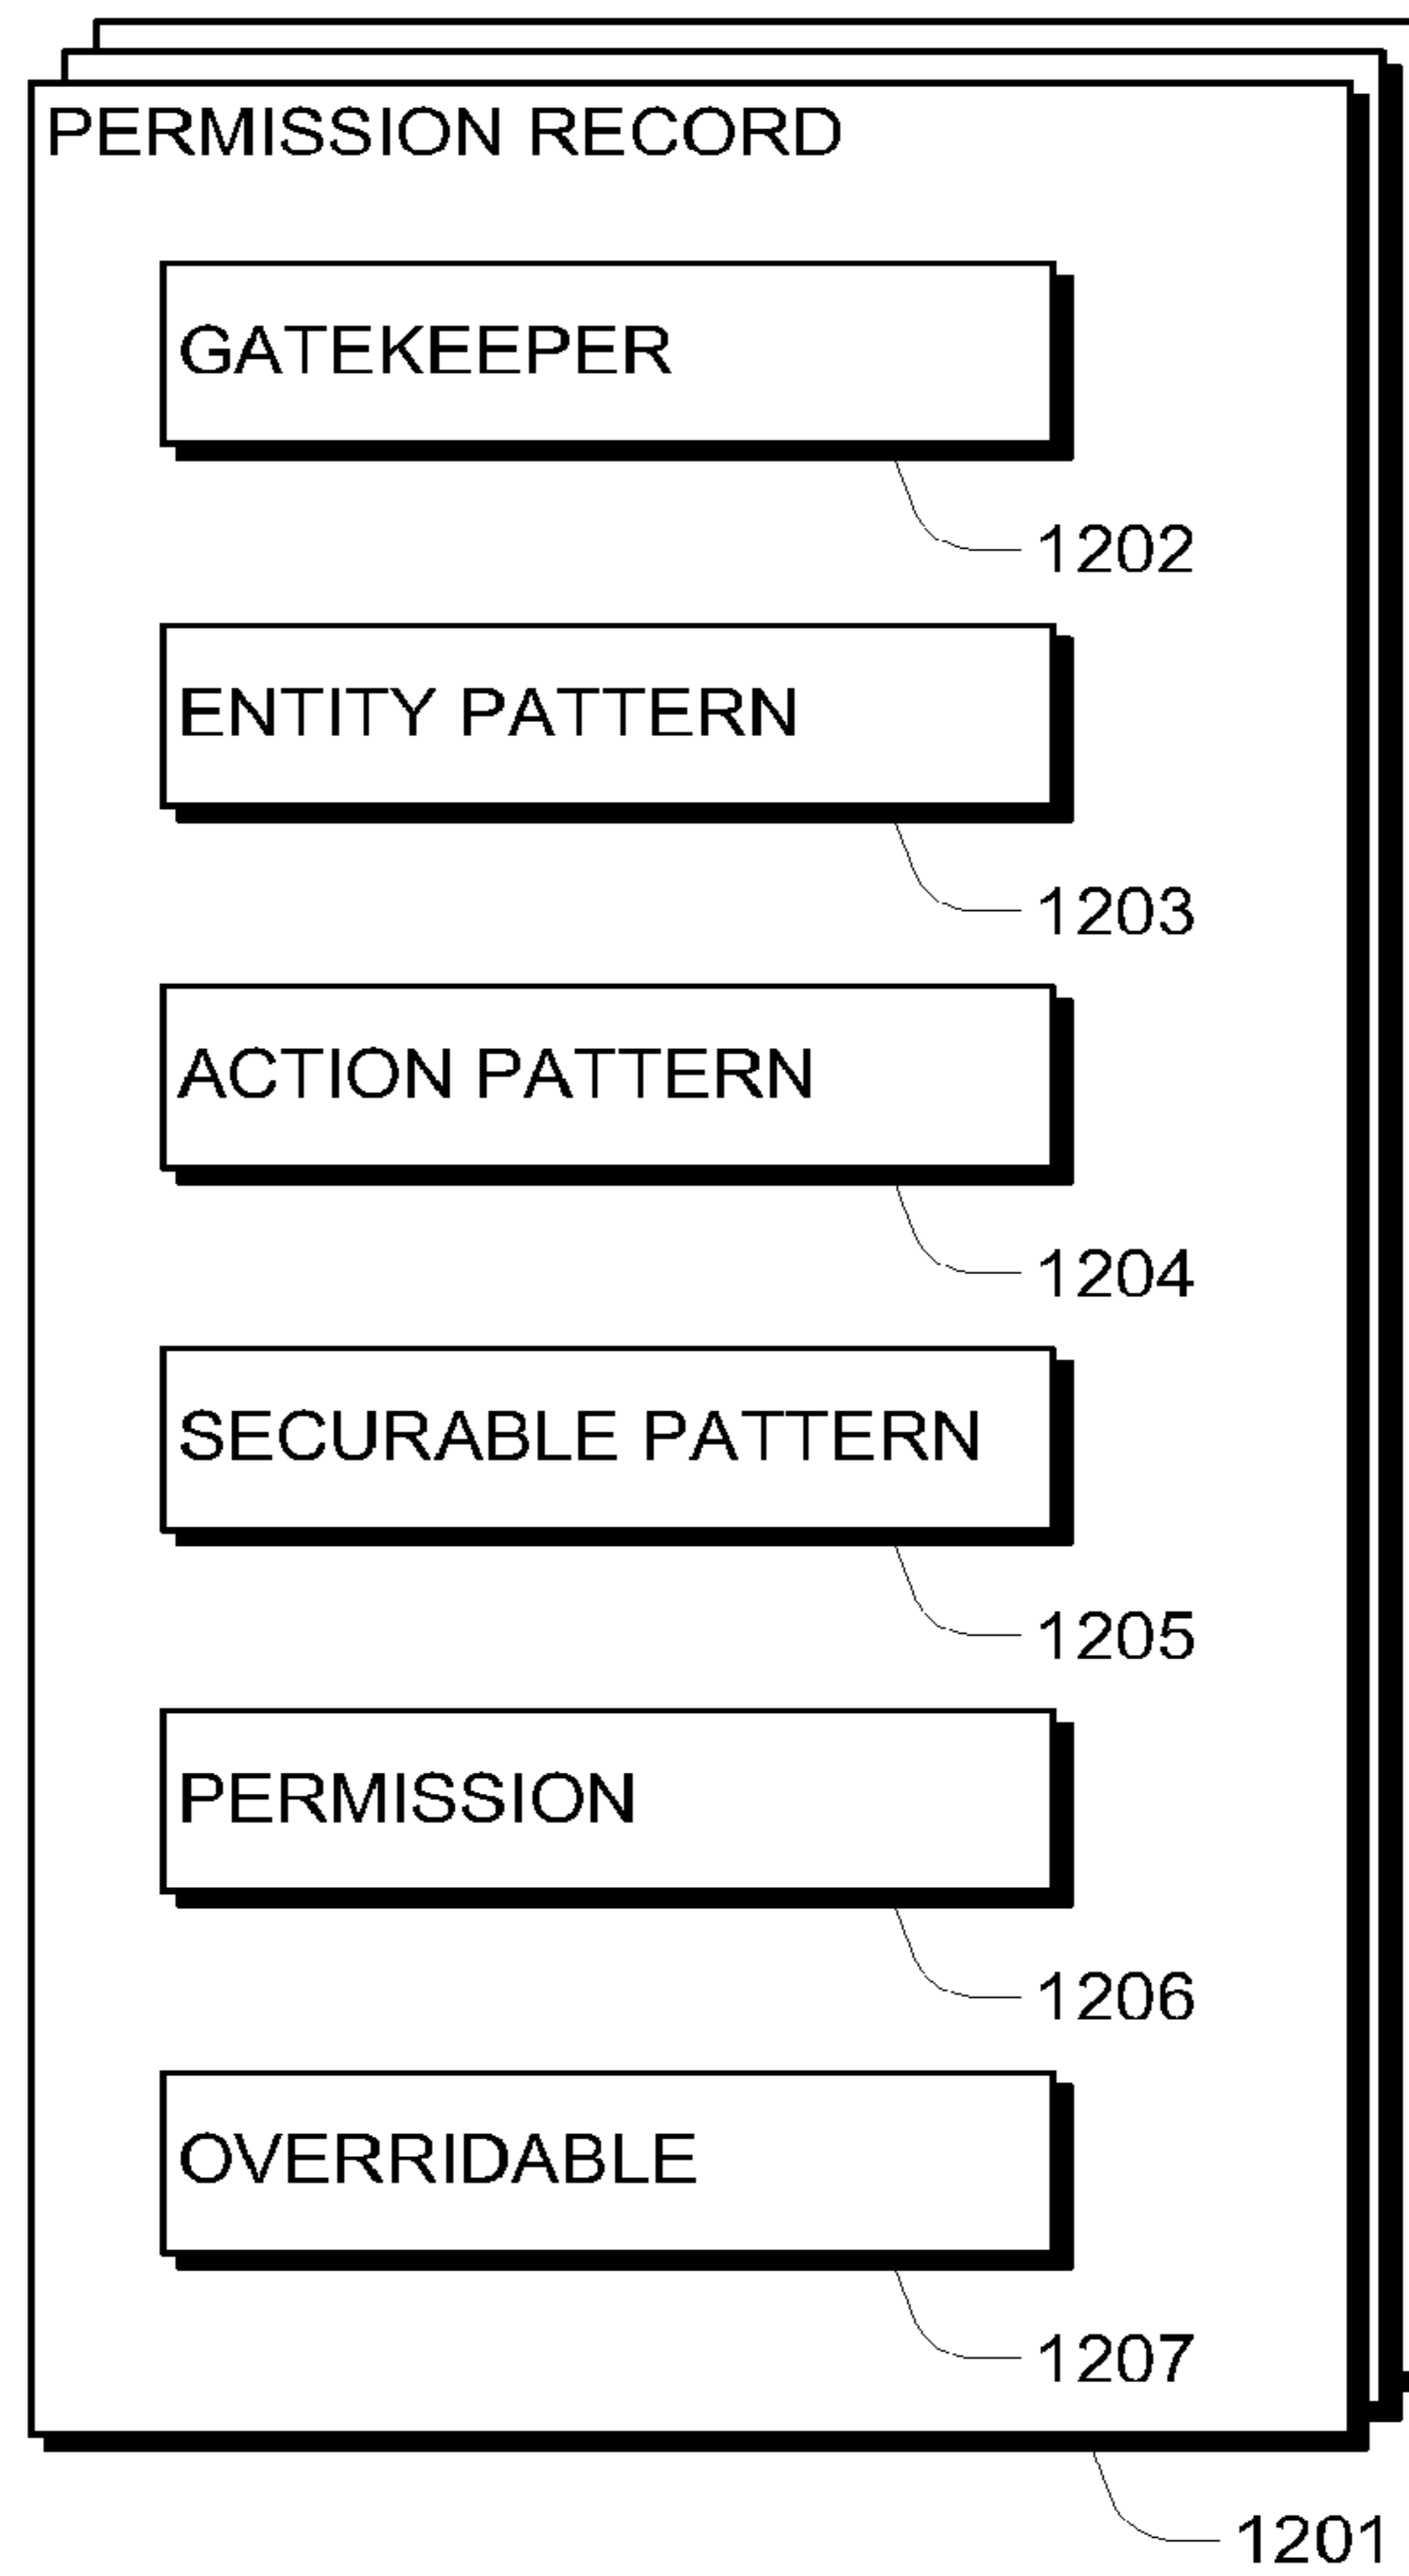 PERMISSION RECORD
GATEKEEPER
1202
ENTITY PATTERN
1203
ACTION PATTERN
1204
SECURABLE PATTERN
1205
PERMISSION
1206
OVERRIDABLE
1207
1201